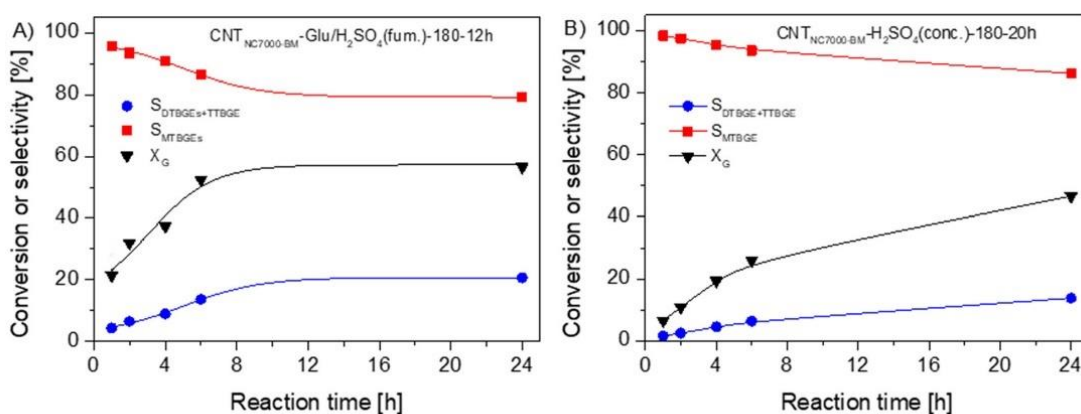 A)
CNT_NC7000-BM-Glu/H₂SO₄(fum.)-180-12h
Conversion or selectivity [%]
100
80
60
40
20
0
S_DTBGEs+TTBGE
S_MTBGEs
X_G
0 4 8 12 16 20 24
Reaction time [h]
B)
CNT_NC7000-BM-H₂SO₄(conc.)-180-20h
Conversion or selectivity [%]
100
80
60
40
20
0
S_DTBGE+TTBGE
S_MTBGE
X_G
0 4 8 12 16 20 24
Reaction time [h]